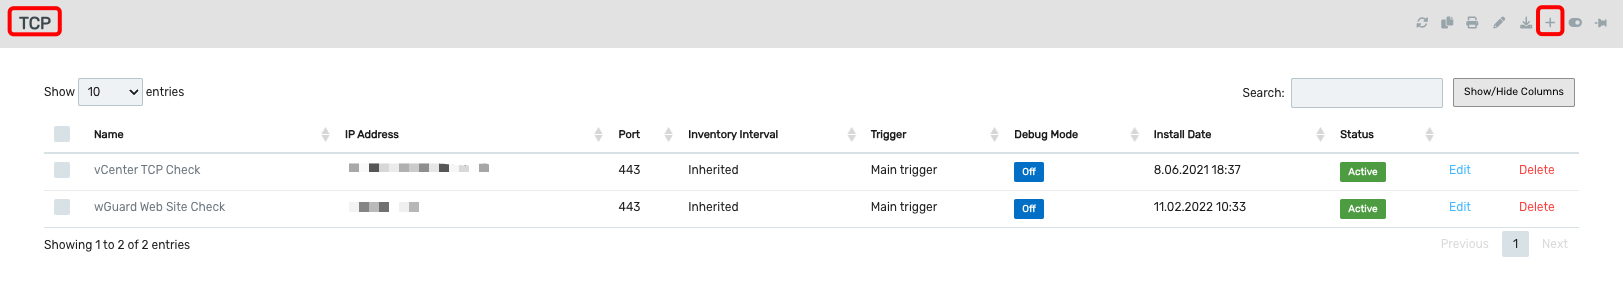 TCP
Show 10 entries Search: Show/Hide Columns
Name IP Address Port Inventory Interval Trigger Debug Mode Install Date Status
vCenter TCP Check 443 Inherited Main trigger Off 8.06.2021 18:37 Active Edit Delete
wGuard Web Site Check 443 Inherited Main trigger Off 11.02.2022 10:33 Active Edit Delete
Showing 1 to 2 of 2 entries Previous 1 Next